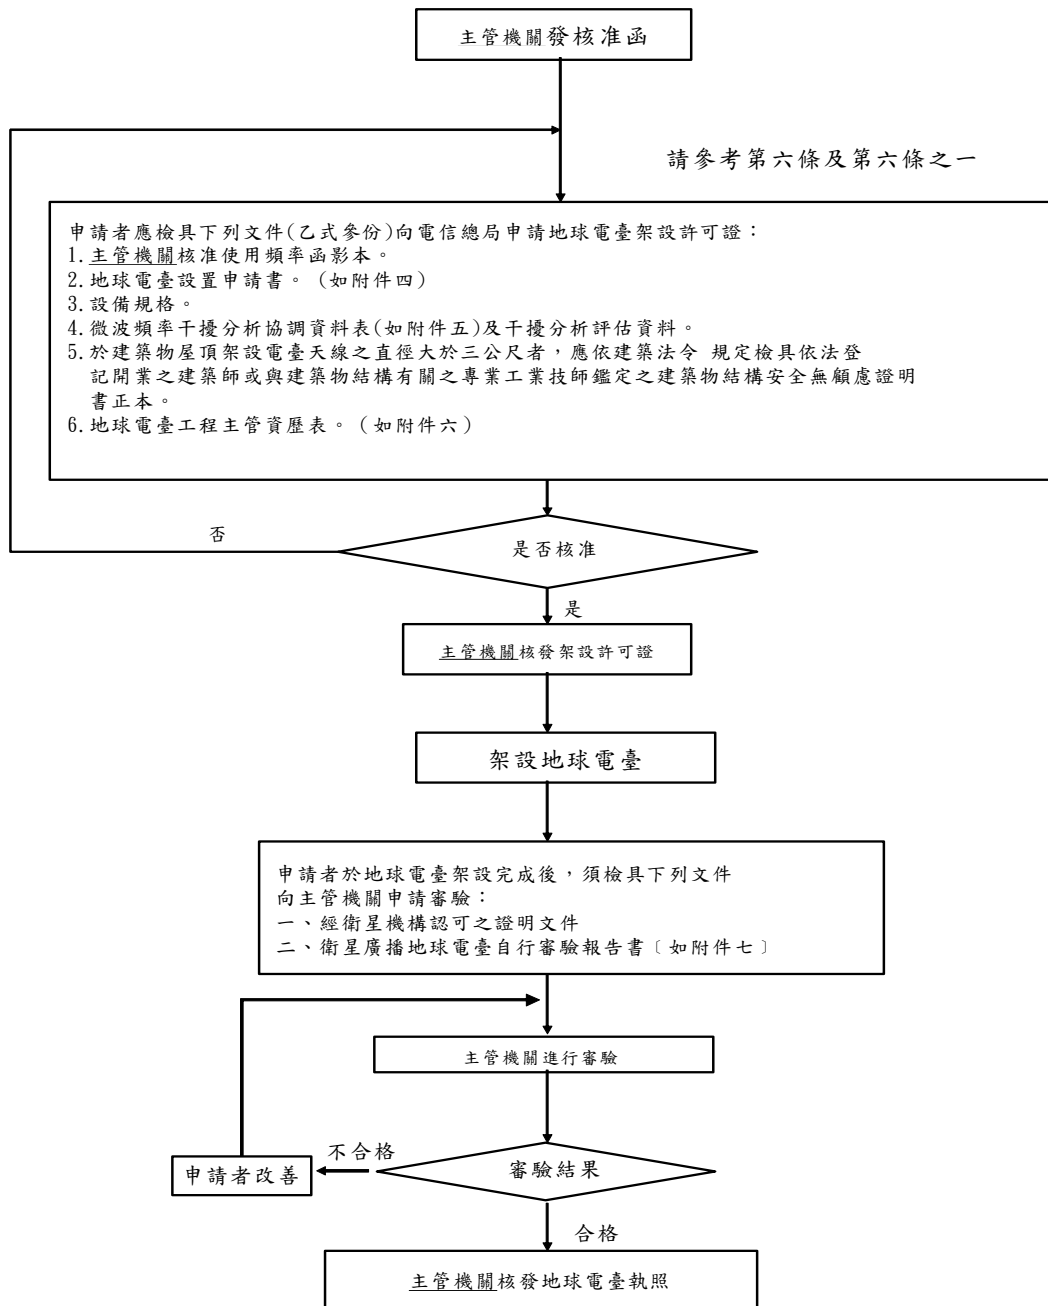 主管機關發核准函
請參考第六條及第六條之一
申請者應檢具下列文件(乙式參份)向電信總局申請地球電臺架設許可證：
1.主管機關核准使用頻率函影本。
2.地球電臺設置申請書。（如附件四）
3.設備規格。
4.微波頻率干擾分析協調資料表(如附件五)及干擾分析評估資料。
5.於建築物屋頂架設電臺天線之直徑大於三公尺者，應依建築法令 規定檢具依法登
記開業之建築師或與建築物結構有關之專業工業技師鑑定之建築物結構安全無顧慮證明
書正本。
6.地球電臺工程主管資歷表。（如附件六）
否
是否核准
是
主管機關核發架設許可證
架設地球電臺
申請者於地球電臺架設完成後，須檢具下列文件
向主管機關申請審驗：
一、經衛星機構認可之證明文件
二、衛星廣播地球電臺自行審驗報告書〔如附件七〕
主管機關進行審驗
不合格
申請者改善
審驗結果
合格
主管機關核發地球電臺執照